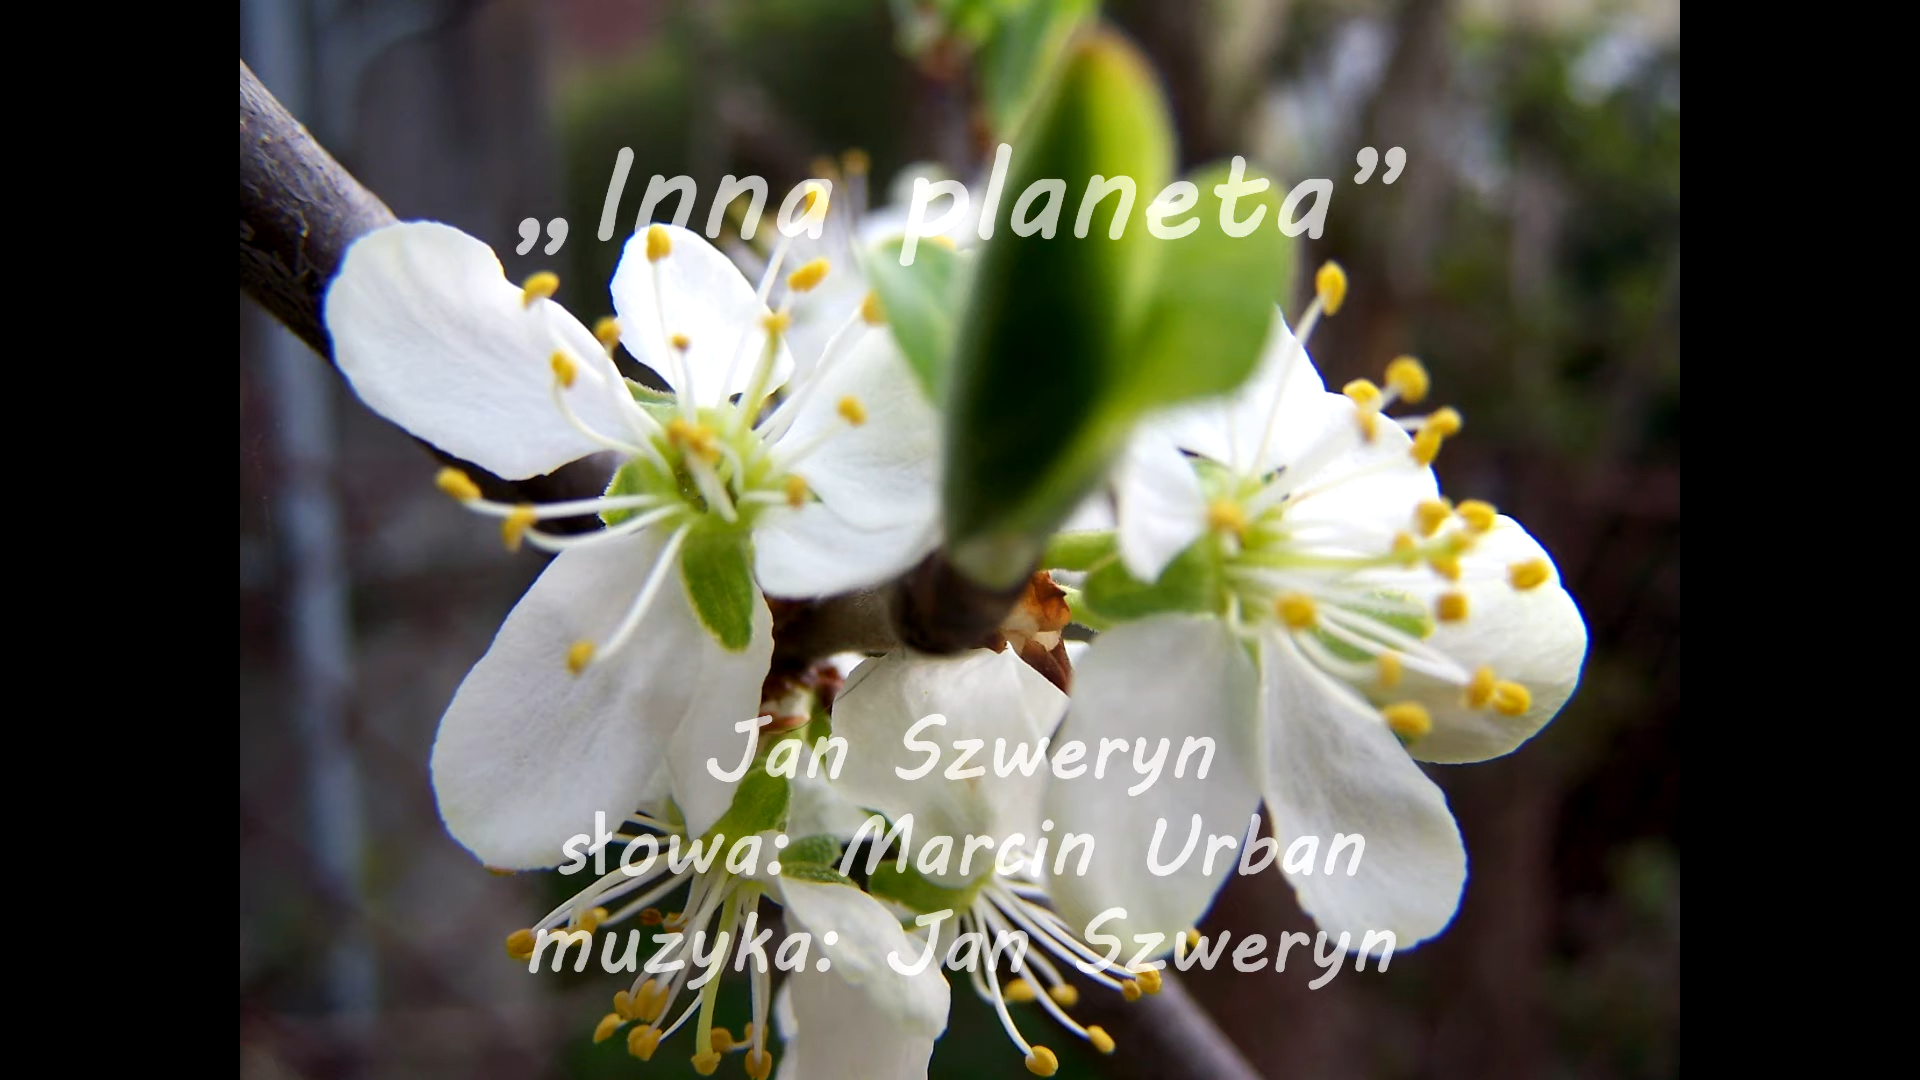 „Inna planeta”
Jan Szweryn
słowa: Marcin Urban
muzyka: Jan Szweryn